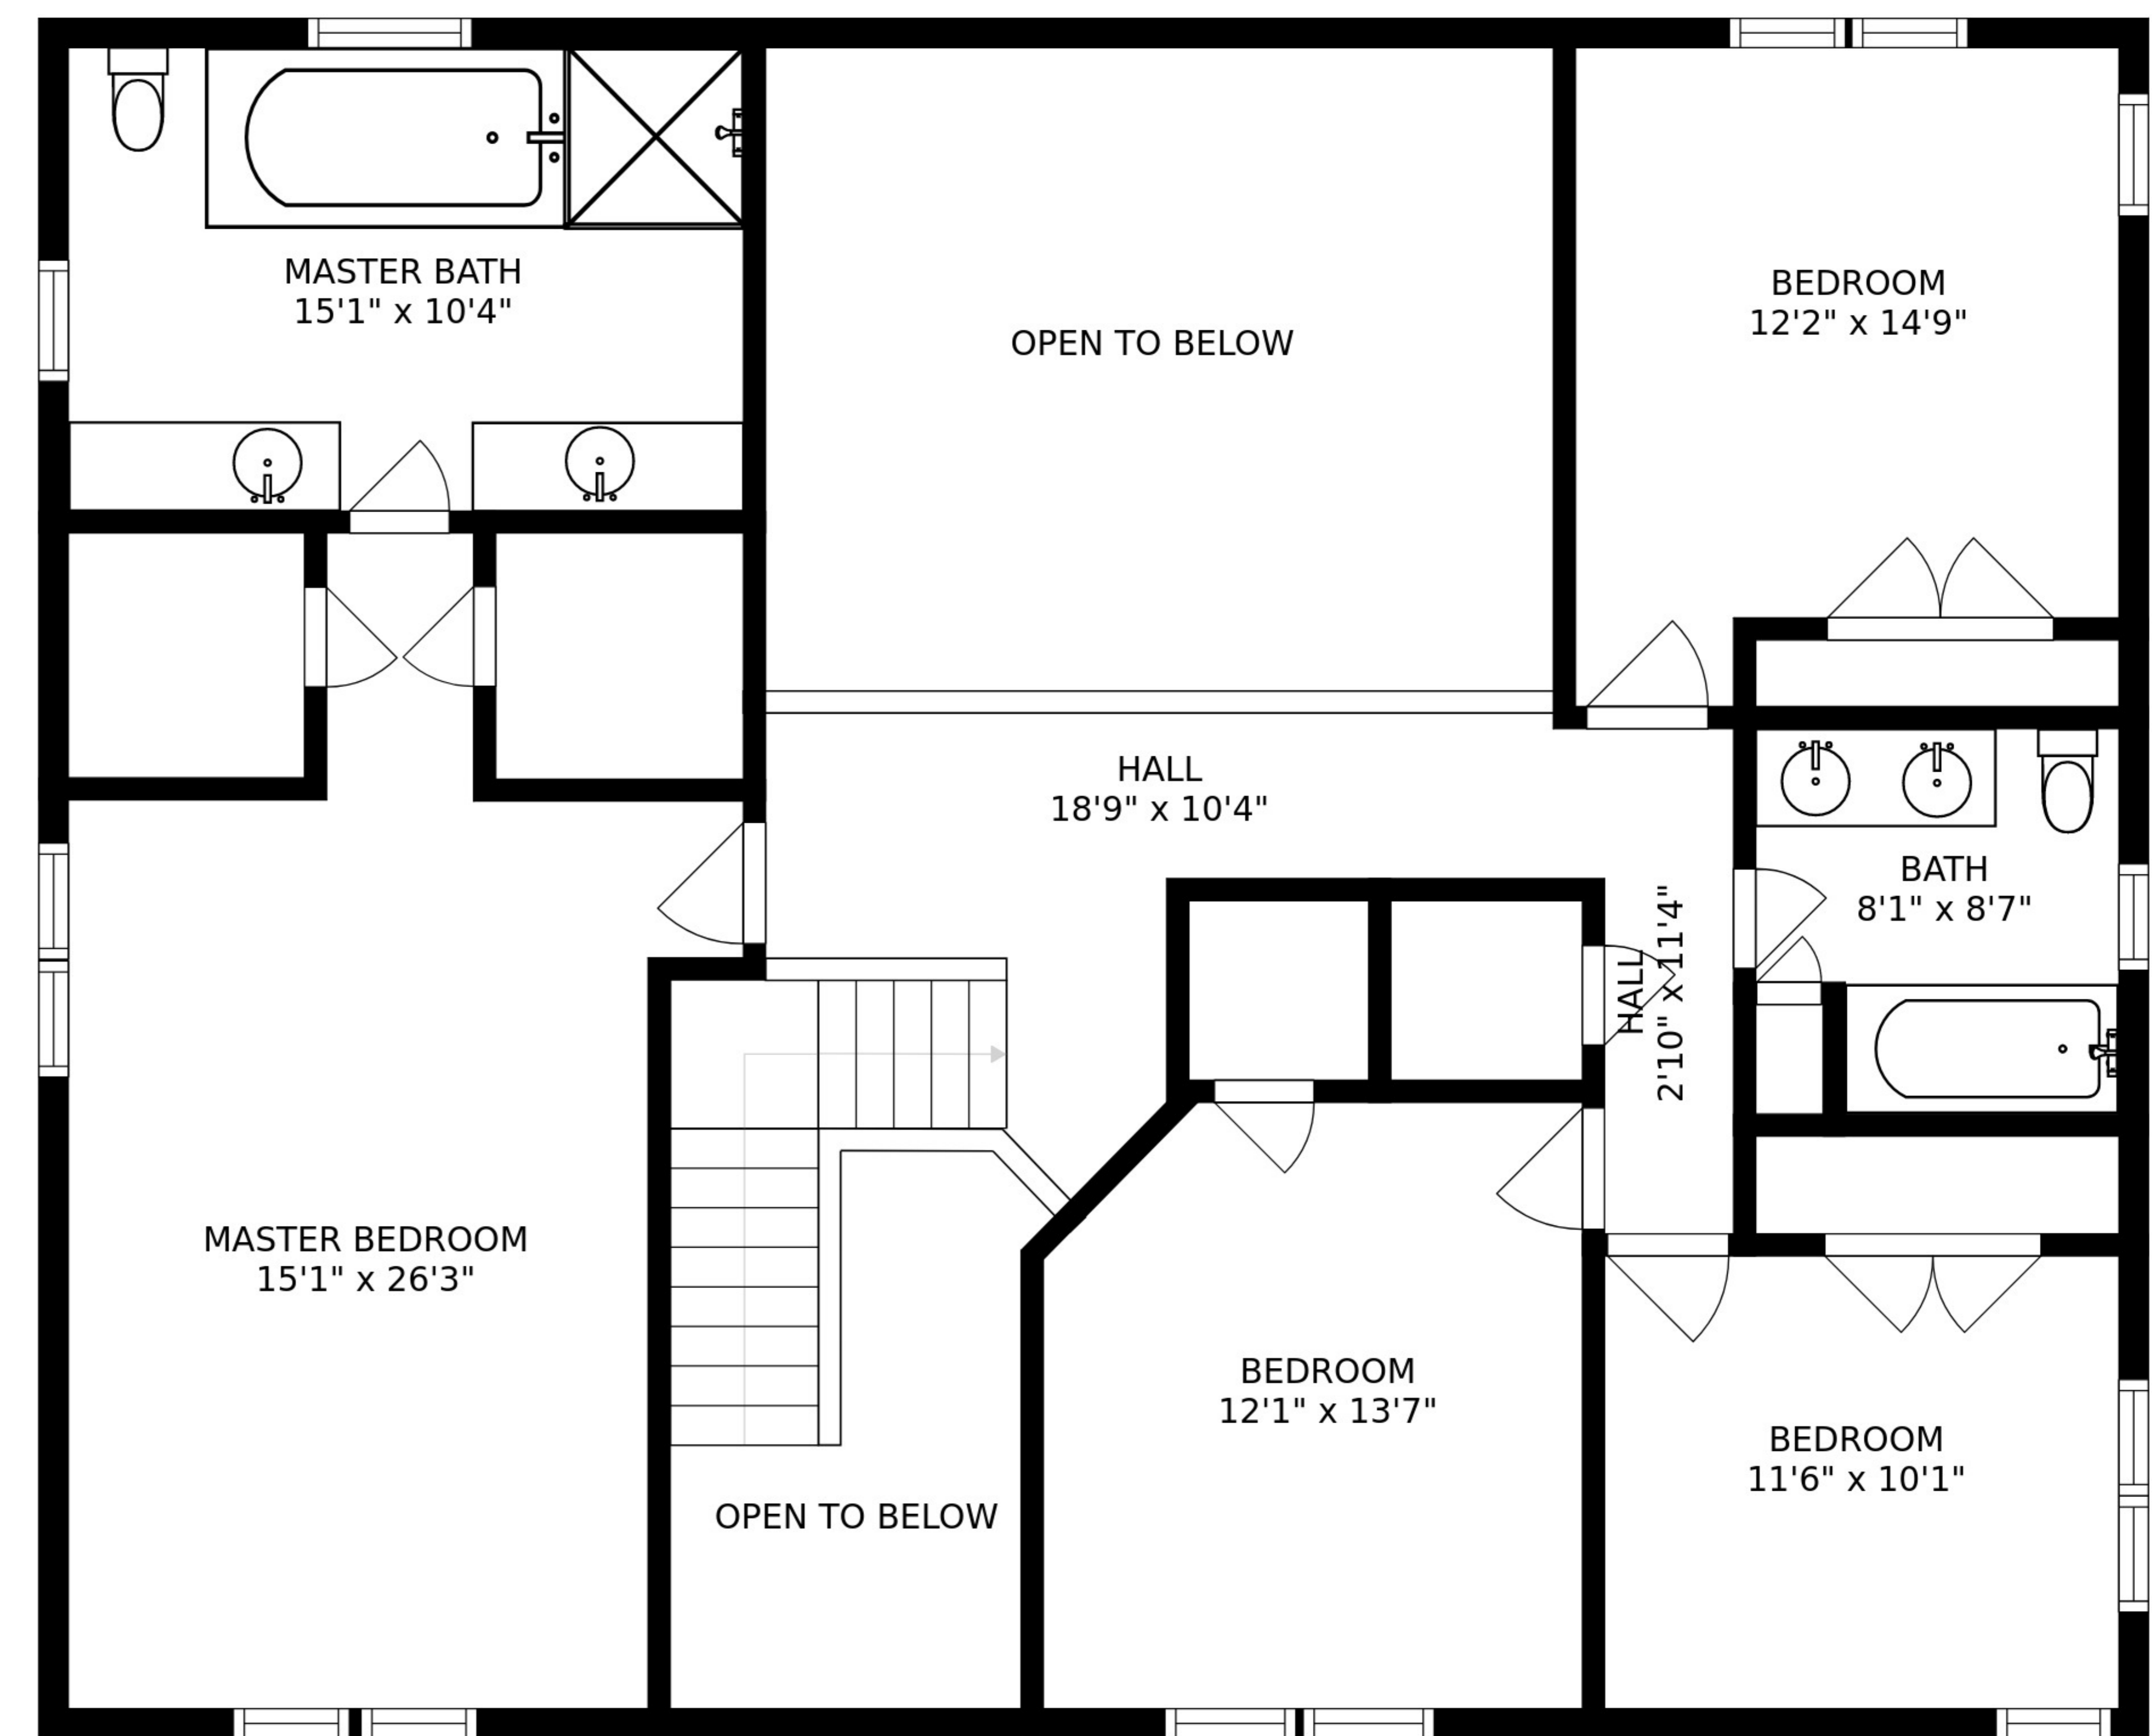 MASTER BATH
15'1" x 10'4"
OPEN TO BELOW
BEDROOM
12'2" x 14'9"
HALL
18'9" x 10'4"
BATH
8'1" x 8'7"
HALL
2'10" x 11'4"
MASTER BEDROOM
15'1" x 26'3"
BEDROOM
12'1" x 13'7"
BEDROOM
11'6" x 10'1"
OPEN TO BELOW